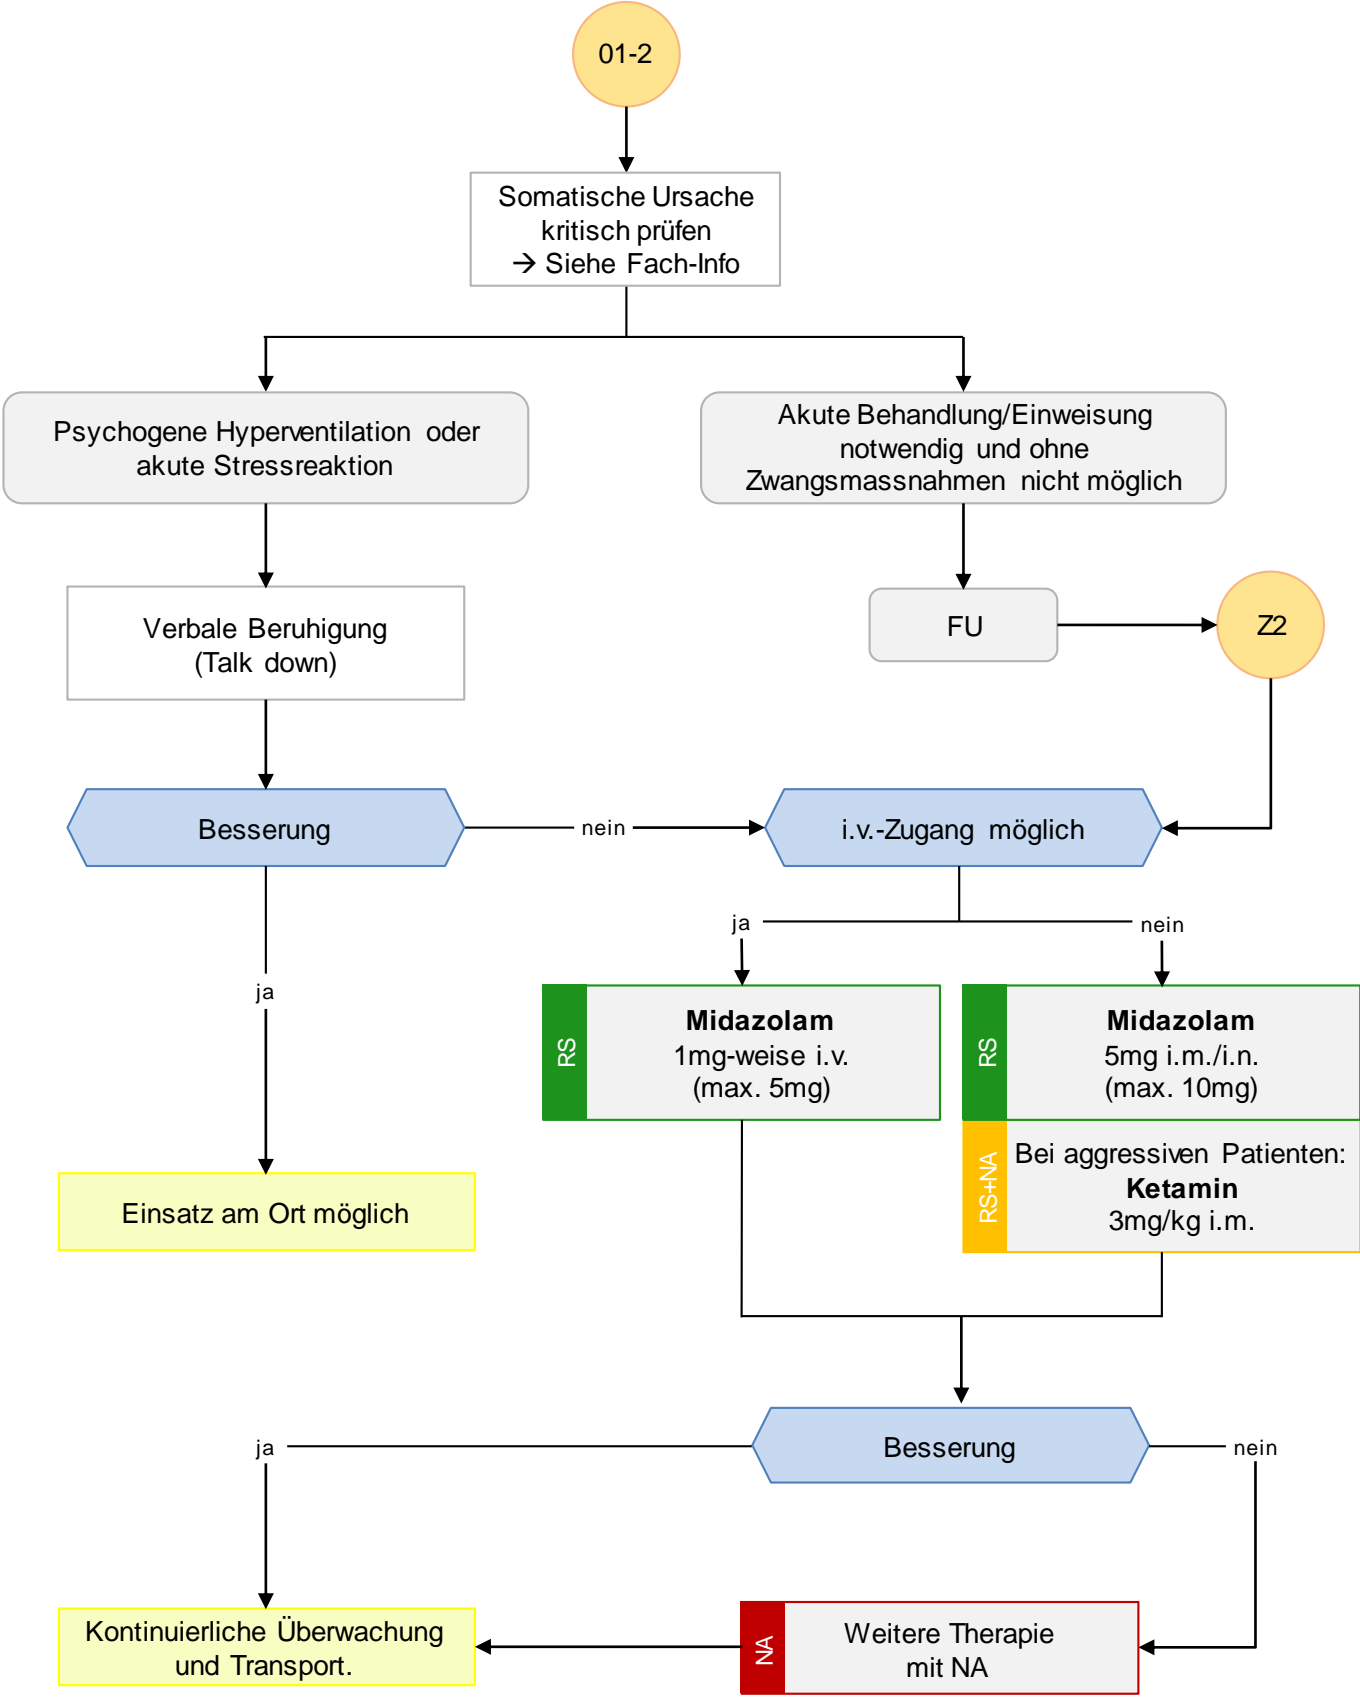 01-2
Somatische Ursache
kritisch prüfen
→ Siehe Fach-Info
Psychogene Hyperventilation oder
akute Stressreaktion
Akute Behandlung/Einweisung
notwendig und ohne
Zwangsmassnahmen nicht möglich
Verbale Beruhigung
(Talk down)
FU
Z2
Besserung
nein
i.v.-Zugang möglich
ja
nein
ja
RS
Midazolam
1mg-weise i.v.
(max. 5mg)
RS
Midazolam
5mg i.m./i.n.
(max. 10mg)
RS+NA
Bei aggressiven Patienten:
Ketamin
3mg/kg i.m.
Einsatz am Ort möglich
Besserung
ja
nein
Kontinuierliche Überwachung
und Transport.
NA
Weitere Therapie
mit NA